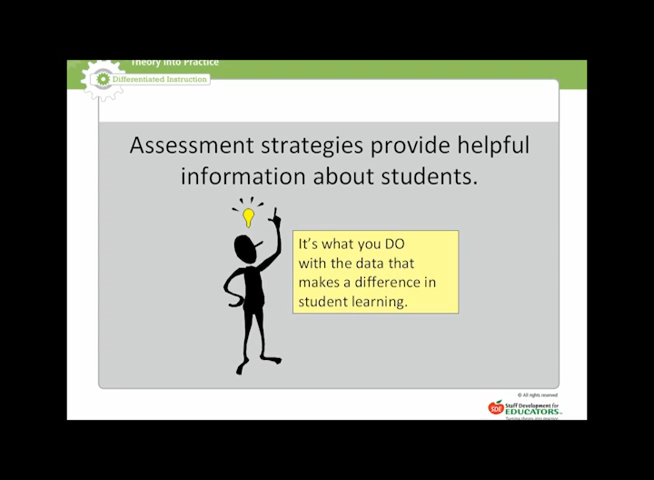 Theory Into Practice
Differentiated Instruction
Assessment strategies provide helpful
information about students.
It's what you DO
with the data that
makes a difference in
student learning.
© All rights reserved
SDE
Staff Development for
EDUCATORS